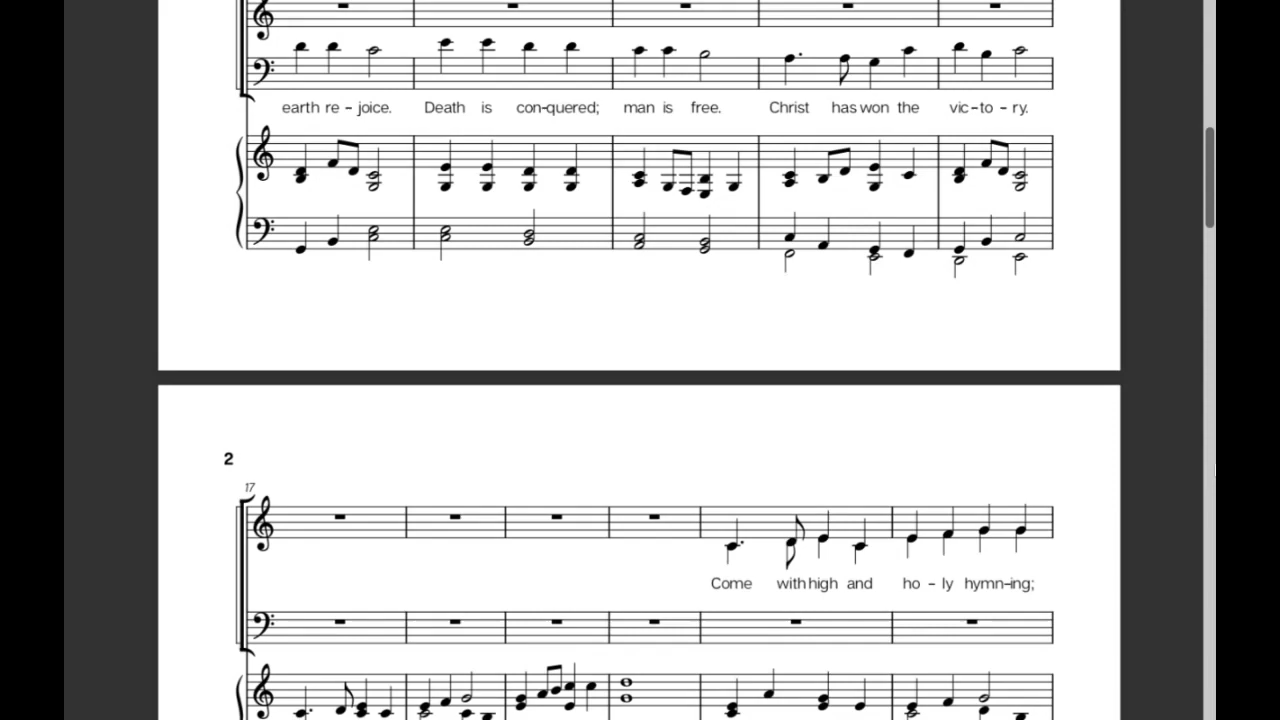 earth re - joice. Death is con-quered; man is free. Christ has won the vic-to-ry.
2
17
Come with high and ho-ly hymn-ing;